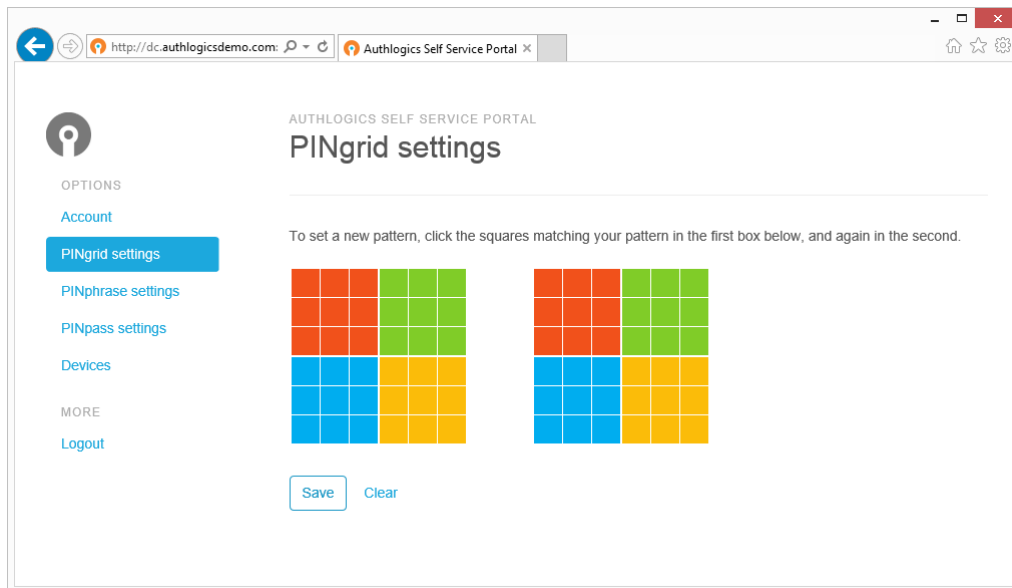 http://dc.authlogicsdemo.com:
Authlogics Self Service Portal
AUTHLOGICS SELF SERVICE PORTAL
PINgrid settings
OPTIONS
Account
PINgrid settings
PINphrase settings
PINpass settings
Devices
MORE
Logout
To set a new pattern, click the squares matching your pattern in the first box below, and again in the second.
Save Clear